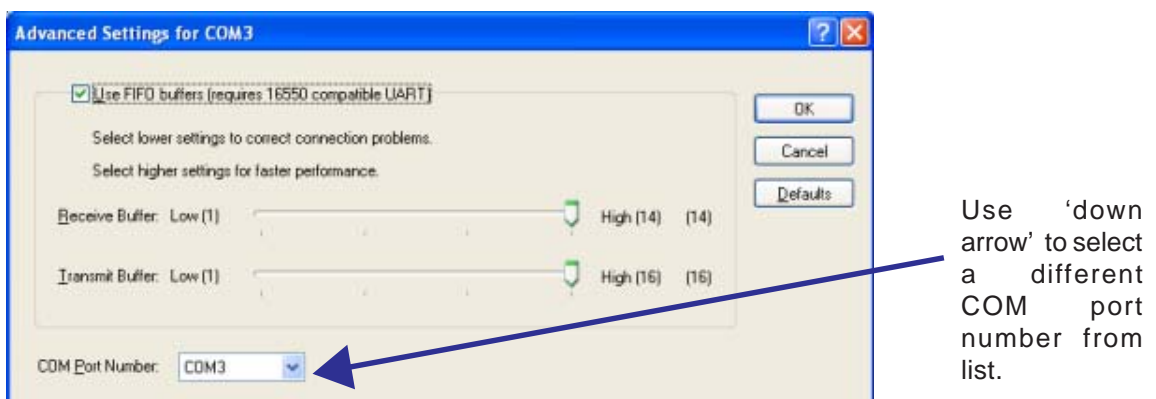 Advanced Settings for COM3
Use FIFO buffers (requires 16550 compatible UART)
OK
Select lower settings to correct connection problems.
Cancel
Select higher settings for faster performance.
Defaults
Receive Buffer: Low (1) High (14) (14)
Transmit Buffer: Low (1) High (16) (16)
COM Port Number: COM3
Use ‘down
arrow’ to select
a different
COM port
number from
list.